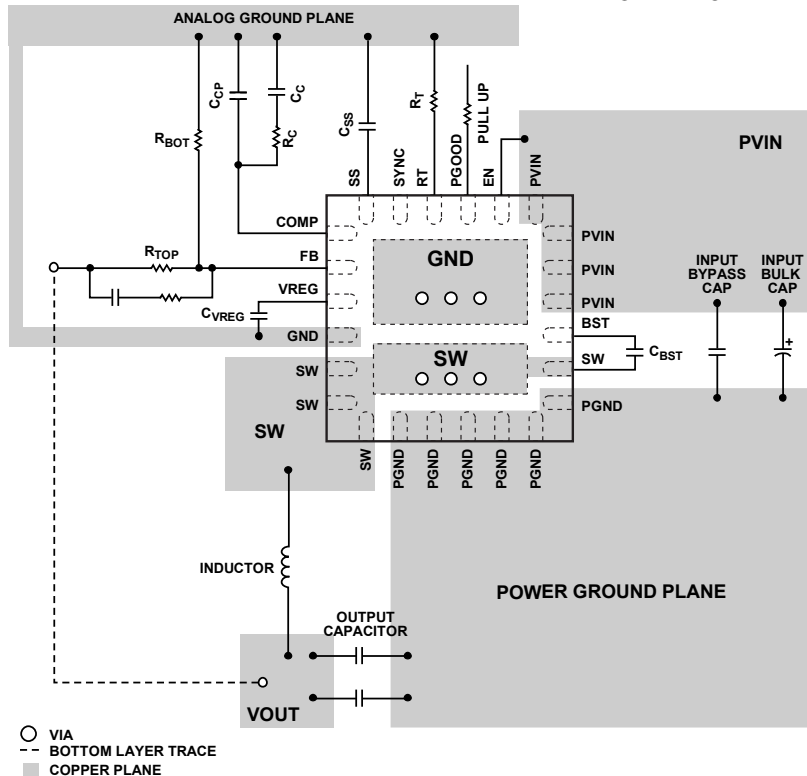 ANALOG GROUND PLANE
RBOT
CCP
CC
RC
CSS
RT
PULL UP
PVIN
SS
SYNC
RT
PGOOD
EN
PVIN
COMP
FB
VREG
GND
SW
SW
RTOP
CVREG
GND
SW
PVIN
PVIN
PVIN
BST
SW
PGND
CBST
INPUT
BYPASS
CAP
INPUT
BULK
CAP
+
SW
SW
PGND
PGND
PGND
PGND
INDUCTOR
POWER GROUND PLANE
OUTPUT
CAPACITOR
VOUT
VIA
BOTTOM LAYER TRACE
COPPER PLANE